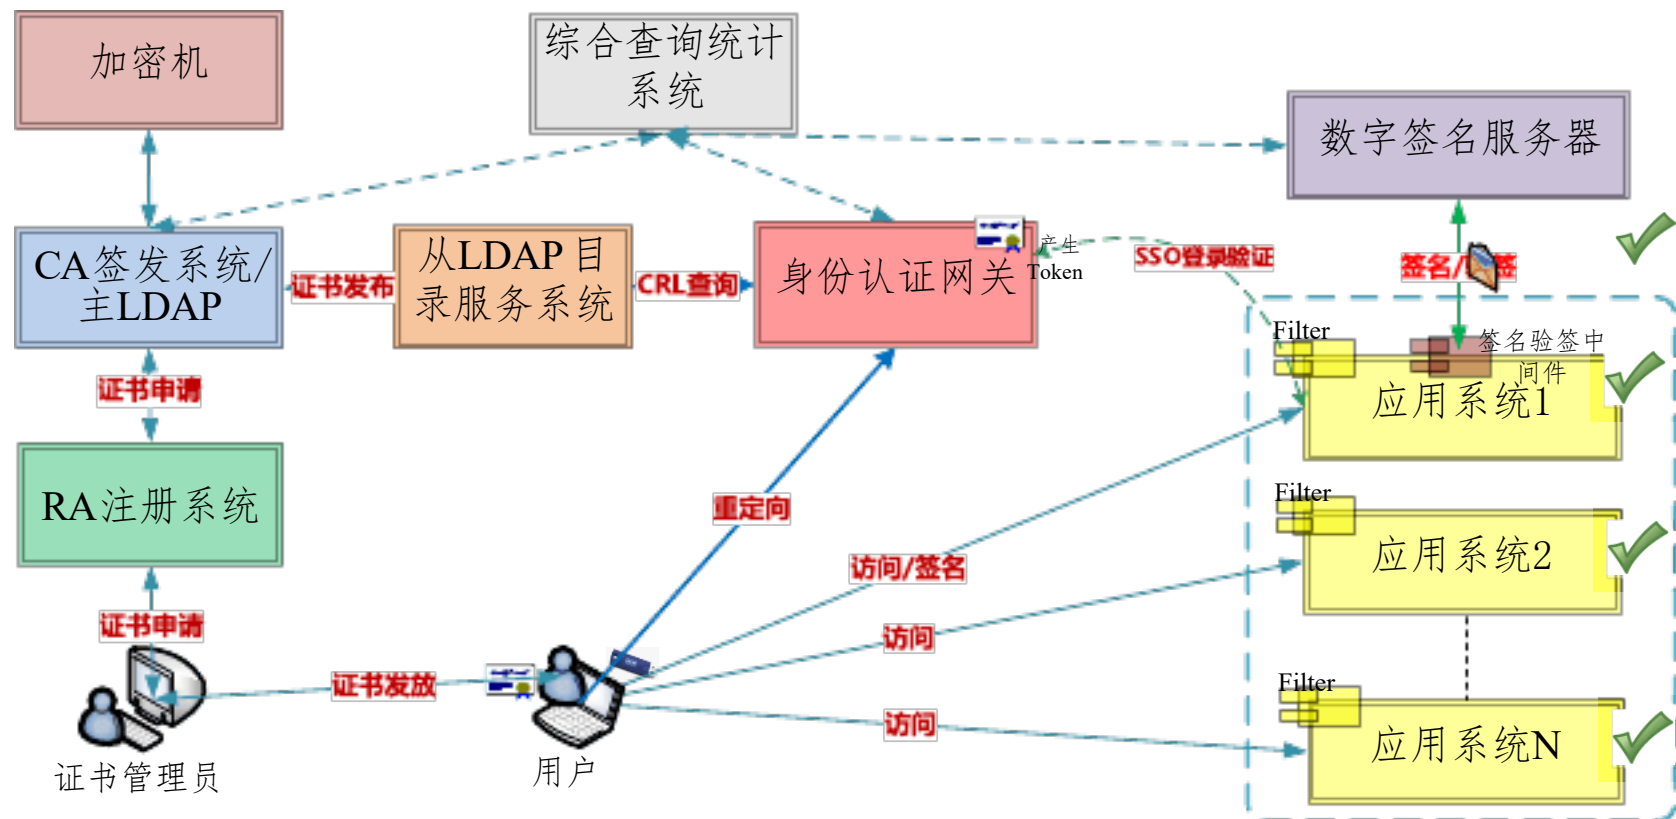 加密机
综合查询统计
系统
数字签名服务器
CA签发系统/
主LDAP
证书发布
从LDAP目
录服务系统
CRL查询
身份认证网关
产生
Token
SSO登录验证
签名/
签
Filter
签名验签中
间件
应用系统1
证书申请
RA注册系统
重定向
Filter
应用系统2
访问/签名
证书申请
访问
证书发放
Filter
访问
应用系统N
证书管理员
用户